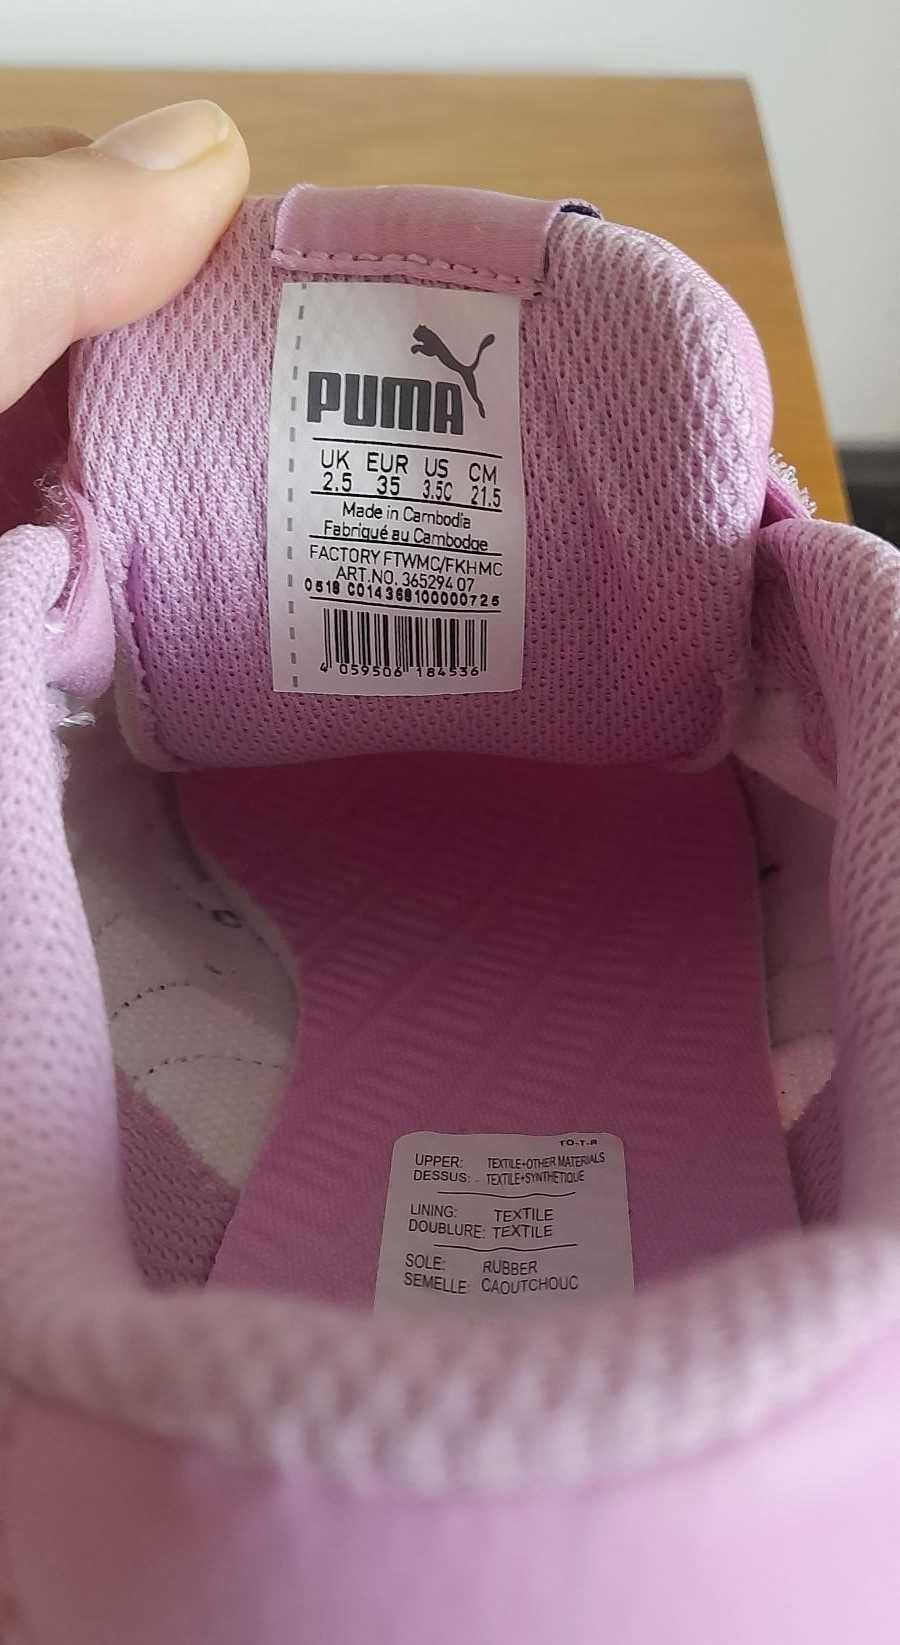 PUMA
UK EUR US CM
2.5 35 3.5C 21.5
Made in Cambodia
Fabriqué au Cambodge
FACTORY FTWMC/FKHMC
ART.NO. 365294 07
0518 C014368100000725
4 059506 184536
TO-T-R
UPPER: TEXTILE+OTHER MATERIALS
DESSUS: TEXTILE+SYNTHETIQUE
LINING: TEXTILE
DOUBLURE: TEXTILE
SOLE: RUBBER
SEMELLE: CAOUTCHOUC